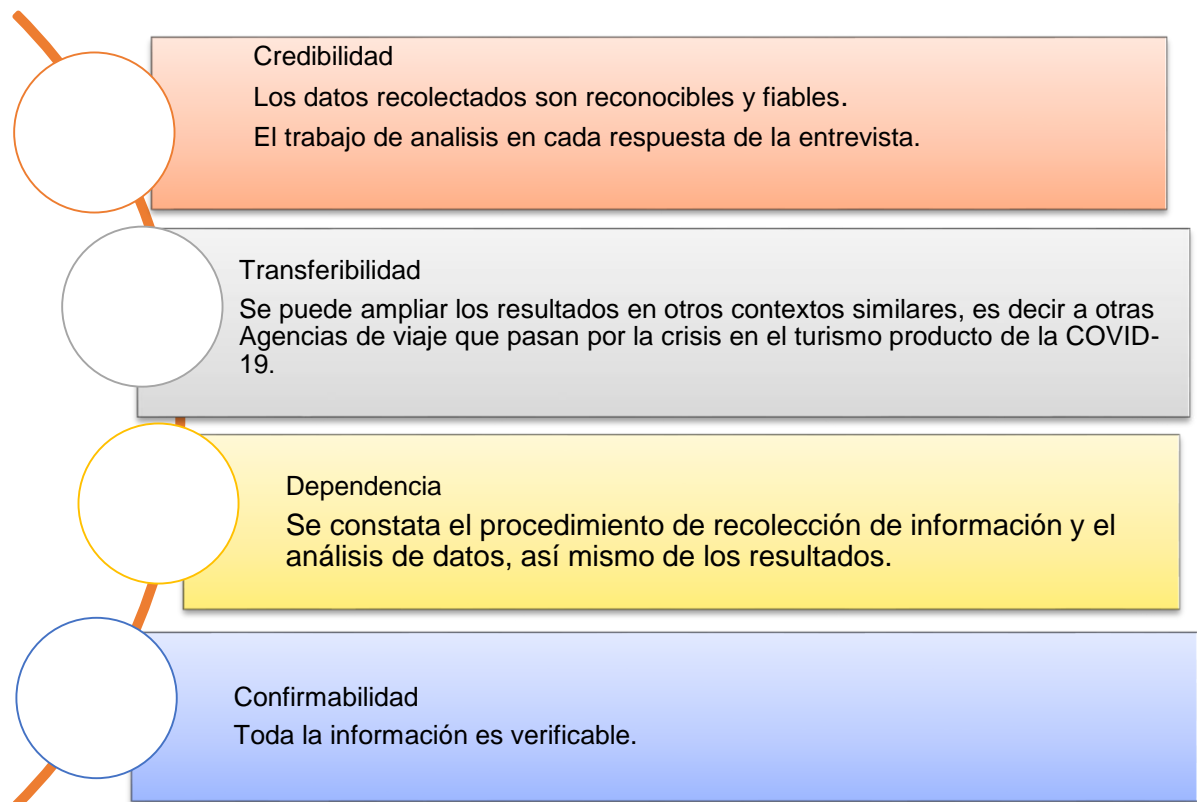 Credibilidad
Los datos recolectados son reconocibles y fiables.
El trabajo de analisis en cada respuesta de la entrevista.
Transferibilidad
Se puede ampliar los resultados en otros contextos similares, es decir a otras
Agencias de viaje que pasan por la crisis en el turismo producto de la COVID-
19.
Dependencia
Se constata el procedimiento de recolección de información y el
análisis de datos, así mismo de los resultados.
Confirmabilidad
Toda la información es verificable.